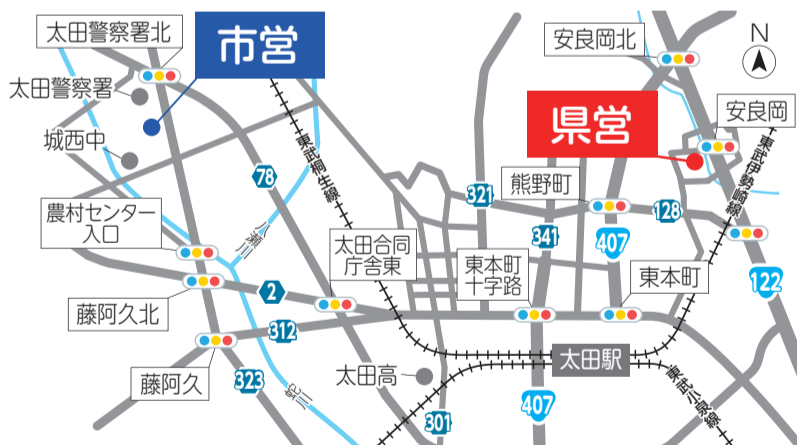 太田警察署北
市営
太田警察署
城西中
78
東武桐生線
農村センター
入口
八瀬川
太田合同
庁舎東
藤阿久北
2
312
藤阿久
323
蛇川
太田高
301
安良岡北
N
県営
安良岡
東武伊勢崎線
321
熊野町
128
341
407
122
東本町
十字路
東本町
太田駅
407
東武小泉線